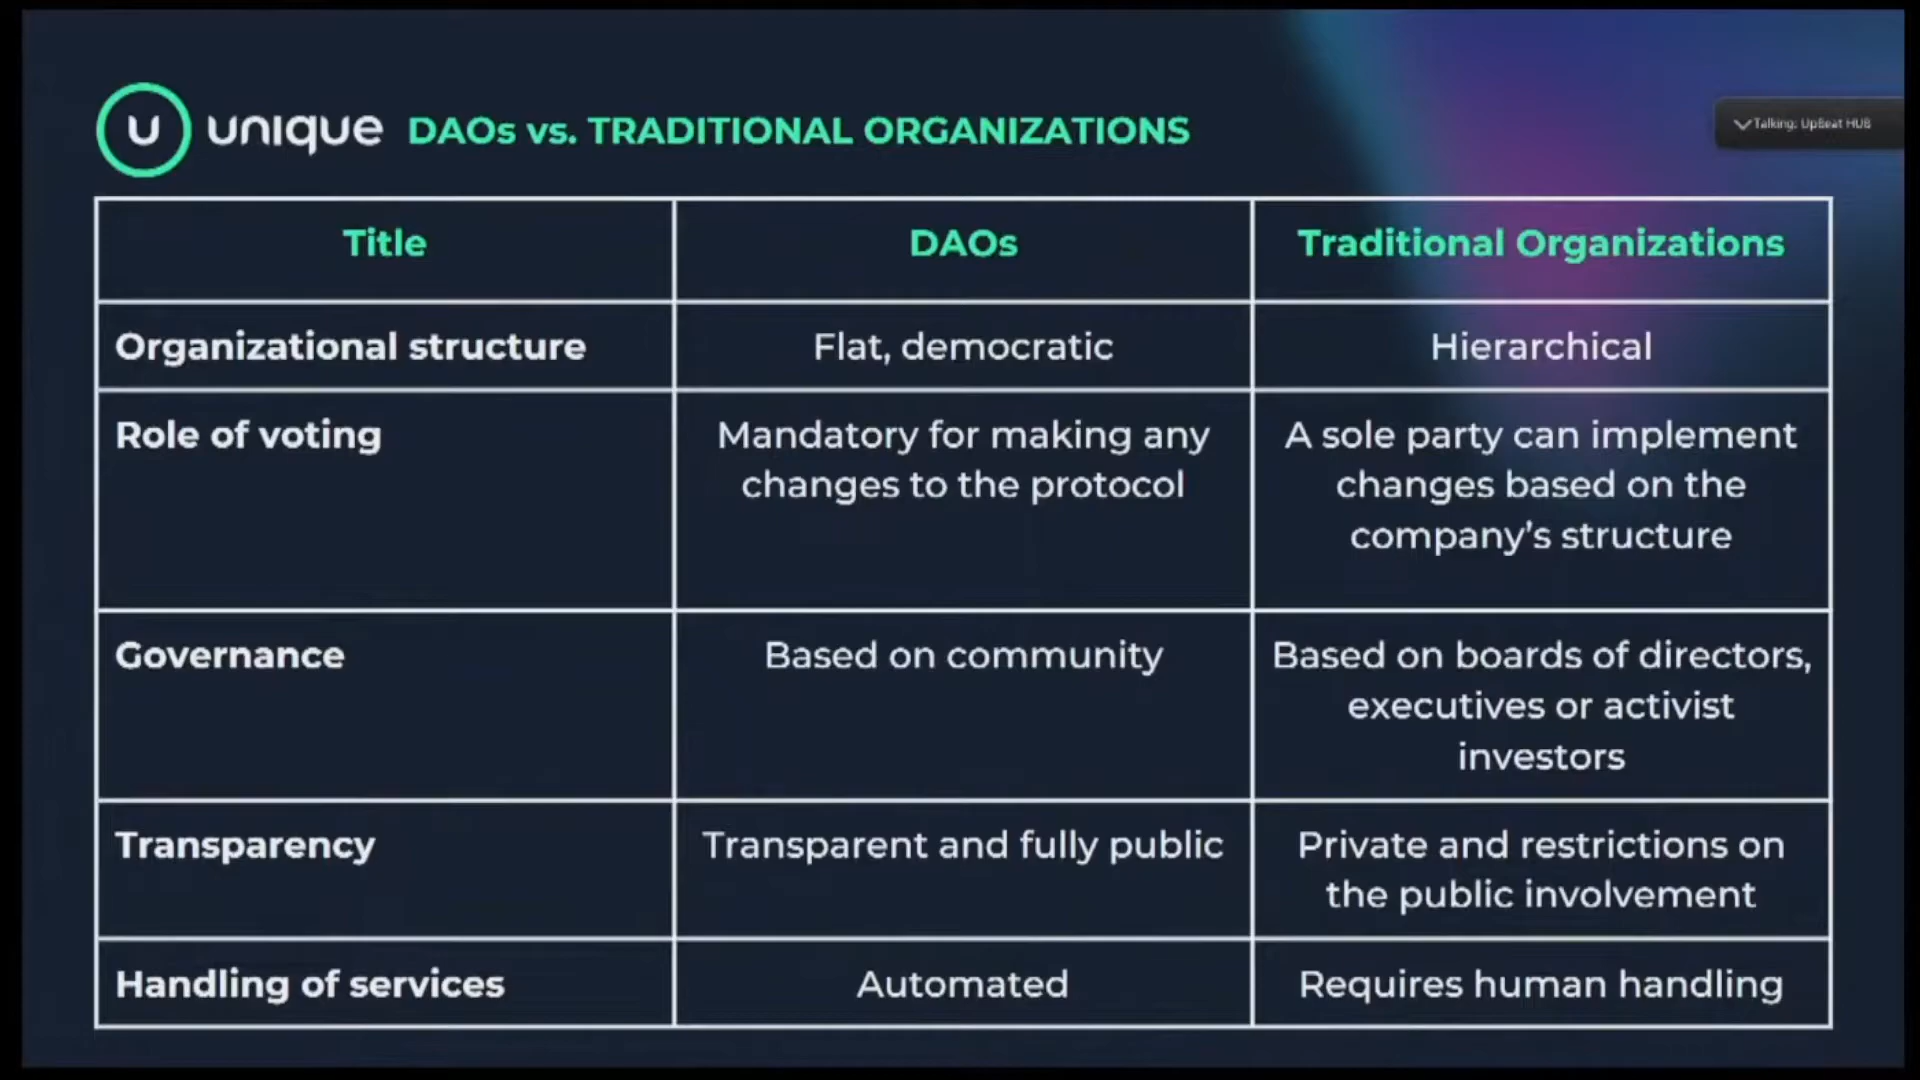 U unique DAOs vs. TRADITIONAL ORGANIZATIONS
Talking: UpBeat HUB
Title DAOs Traditional Organizations
Organizational structure Flat, democratic Hierarchical
Role of voting Mandatory for making any A sole party can implement
changes to the protocol changes based on the
company's structure
Governance Based on community Based on boards of directors,
executives or activist
investors
Transparency Transparent and fully public Private and restrictions on
the public involvement
Handling of services Automated Requires human handling